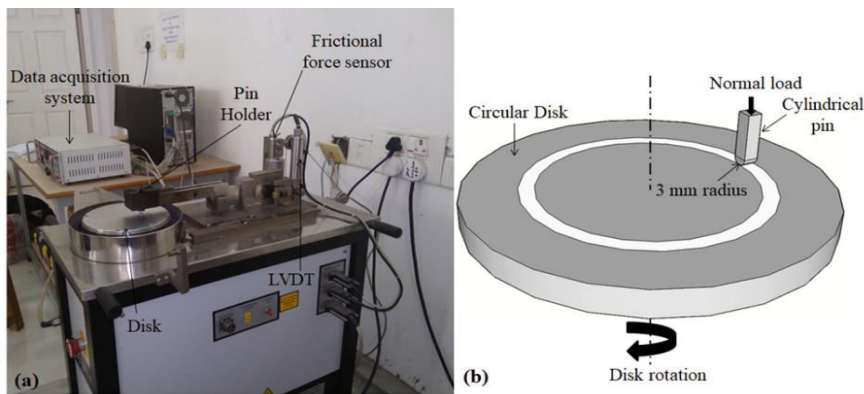 Data acquisition
system
Pin
Holder
Frictional
force sensor
LVDT
Disk
(a)
Normal load
Cylindrical
pin
Circular Disk
3 mm radius
Disk rotation
(b)